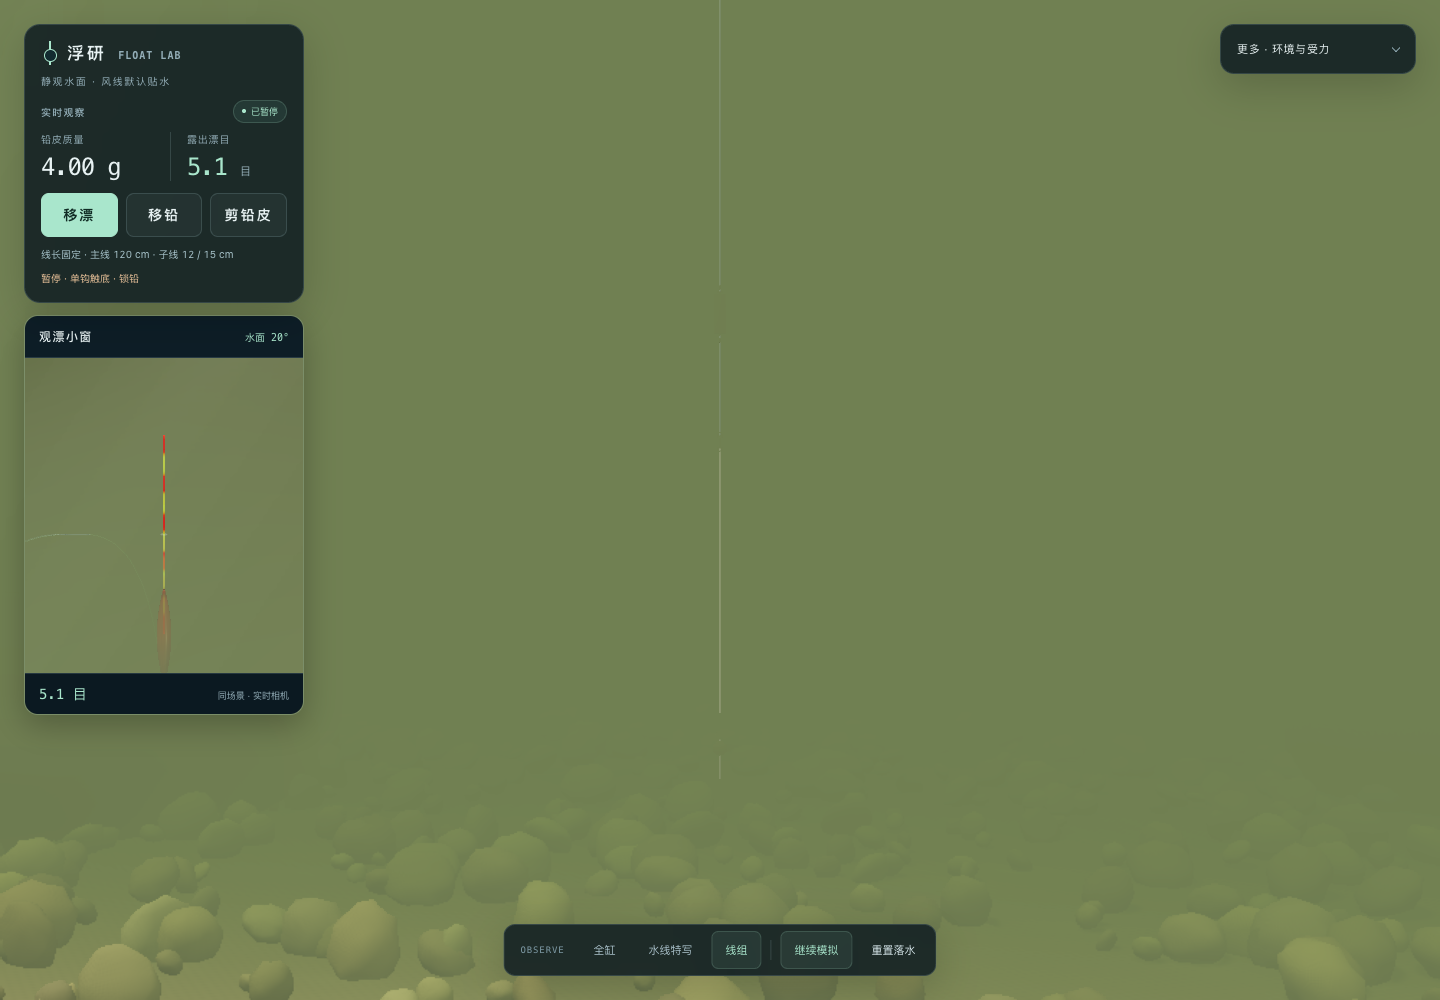 浮研 FLOAT LAB
静观水面 · 风线默认贴水
实时观察 已暂停
铅皮质量 露出漂目
4.00 g 5.1 目
移漂 移铅 剪铅皮
线长固定 · 主线 120 cm · 子线 12 / 15 cm
暂停 · 单钩触底 · 锁铅
观漂小窗 水面 20°
5.1 目 同场景 · 实时相机
更多 · 环境与受力
OBSERVE 全缸 水线特写 线组 继续模拟 重置落水